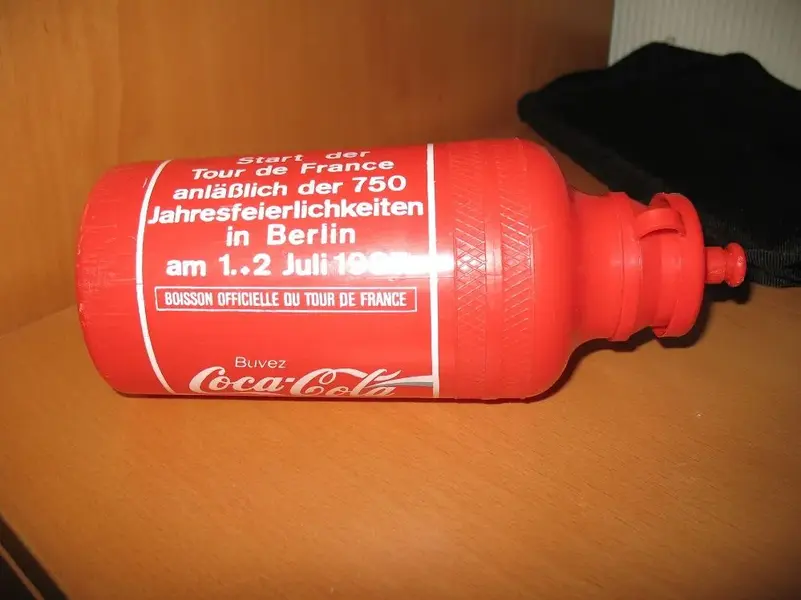 Start der
Tour de France
anläßlich der 750
Jahresfeierlichkeiten
in Berlin
am 1.+2 Juli 1987
BOISSON OFFICIELLE DU TOUR DE FRANCE
Buvez
Coca-Cola